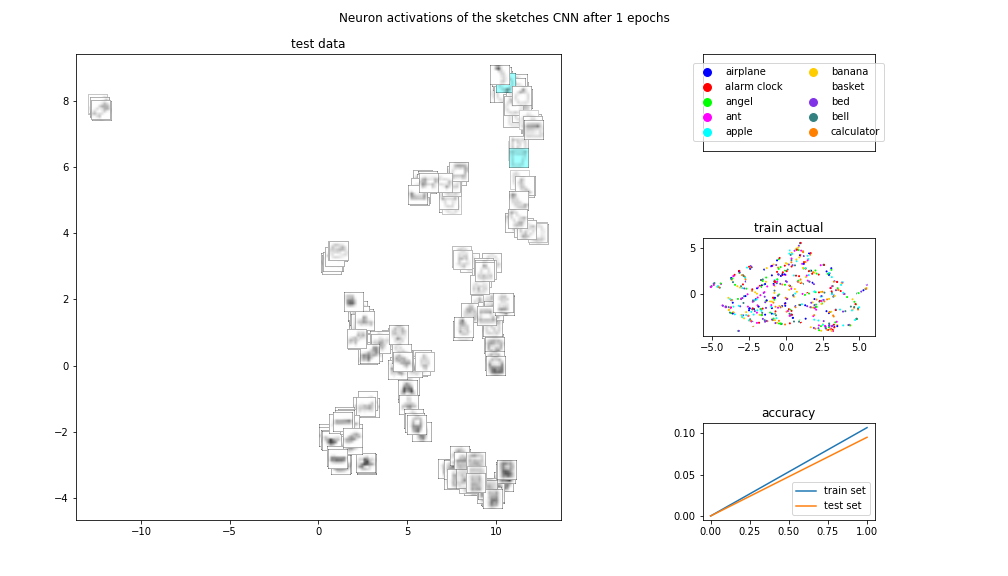 Neuron activations of the sketches CNN after 1 epochs
test data
8
6
4
2
0
−2
−4
−10
−5
0
5
10
airplane
alarm clock
angel
ant
apple
banana
basket
bed
bell
calculator
train actual
5
0
−5.0
−2.5
0.0
2.5
5.0
accuracy
0.10
0.05
0.00
train set
test set
0.00
0.25
0.50
0.75
1.00